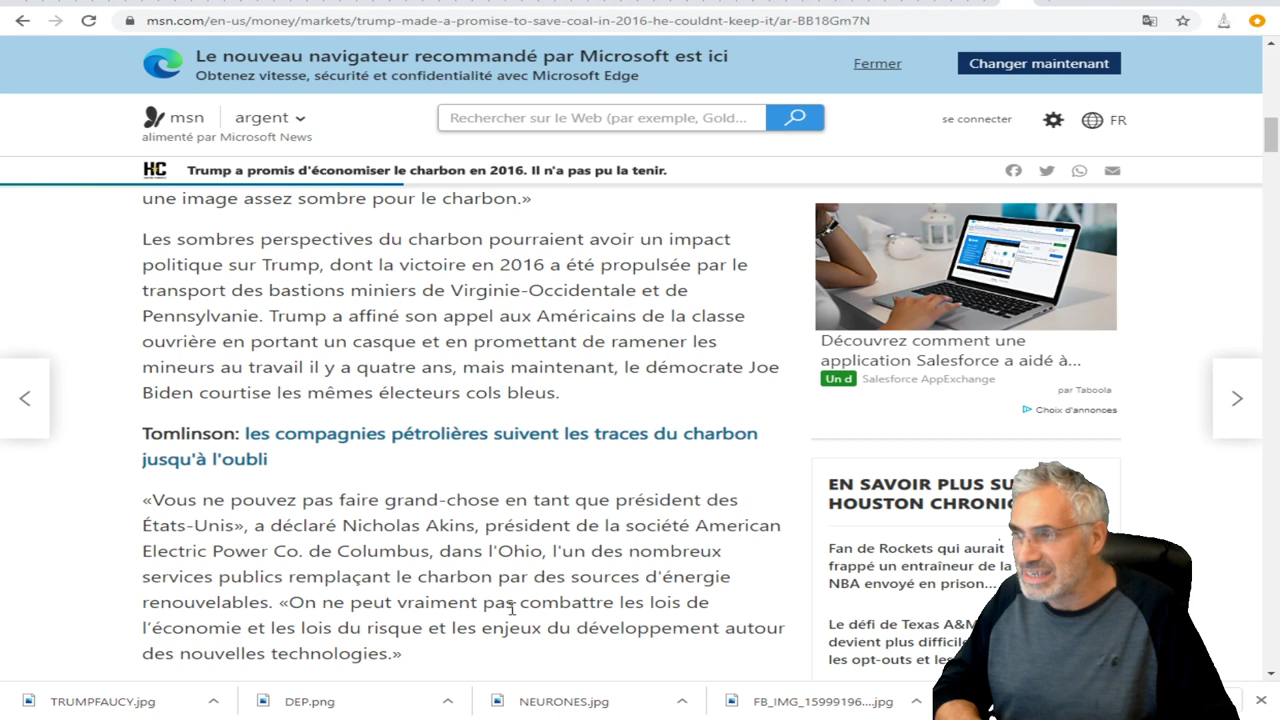 msn.com/en-us/money/markets/trump-made-a-promise-to-save-coal-in-2016-he-couldnt-keep-it/ar-BB18Gm7N
Le nouveau navigateur recommandé par Microsoft est ici
Obtenez vitesse, sécurité et confidentialité avec Microsoft Edge
Fermer
Changer maintenant
msn
argent
alimenté par Microsoft News
Rechercher sur le Web (par exemple, Gold...
se connecter
FR
HC
Trump a promis d'économiser le charbon en 2016. Il n'a pas pu la tenir.
une image assez sombre pour le charbon.»
Les sombres perspectives du charbon pourraient avoir un impact
politique sur Trump, dont la victoire en 2016 a été propulsée par le
transport des bastions miniers de Virginie-Occidentale et de
Pennsylvanie. Trump a affiné son appel aux Américains de la classe
ouvrière en portant un casque et en promettant de ramener les
mineurs au travail il y a quatre ans, mais maintenant, le démocrate Joe
Biden courtise les mêmes électeurs cols bleus.
Tomlinson: les compagnies pétrolières suivent les traces du charbon
jusqu'à l'oubli
«Vous ne pouvez pas faire grand-chose en tant que président des
États-Unis», a déclaré Nicholas Akins, président de la société American
Electric Power Co. de Columbus, dans l'Ohio, l'un des nombreux
services publics remplaçant le charbon par des sources d'énergie
renouvelables. «On ne peut vraiment pas combattre les lois de
l'économie et les lois du risque et les enjeux du développement autour
des nouvelles technologies.»
Découvrez comment une
application Salesforce a aidé à...
Un d
Salesforce AppExchange
par Taboola
Choix d'annonces
EN SAVOIR PLUS SU
HOUSTON CHRONIC
Fan de Rockets qui aurait
frappé un entraîneur de la
NBA envoyé en prison...
Le défi de Texas A&M
devient plus difficile
les opt-outs et les
TRUMPFAUCY.jpg
DEP.png
NEURONES.jpg
FB_IMG_15999196....jpg